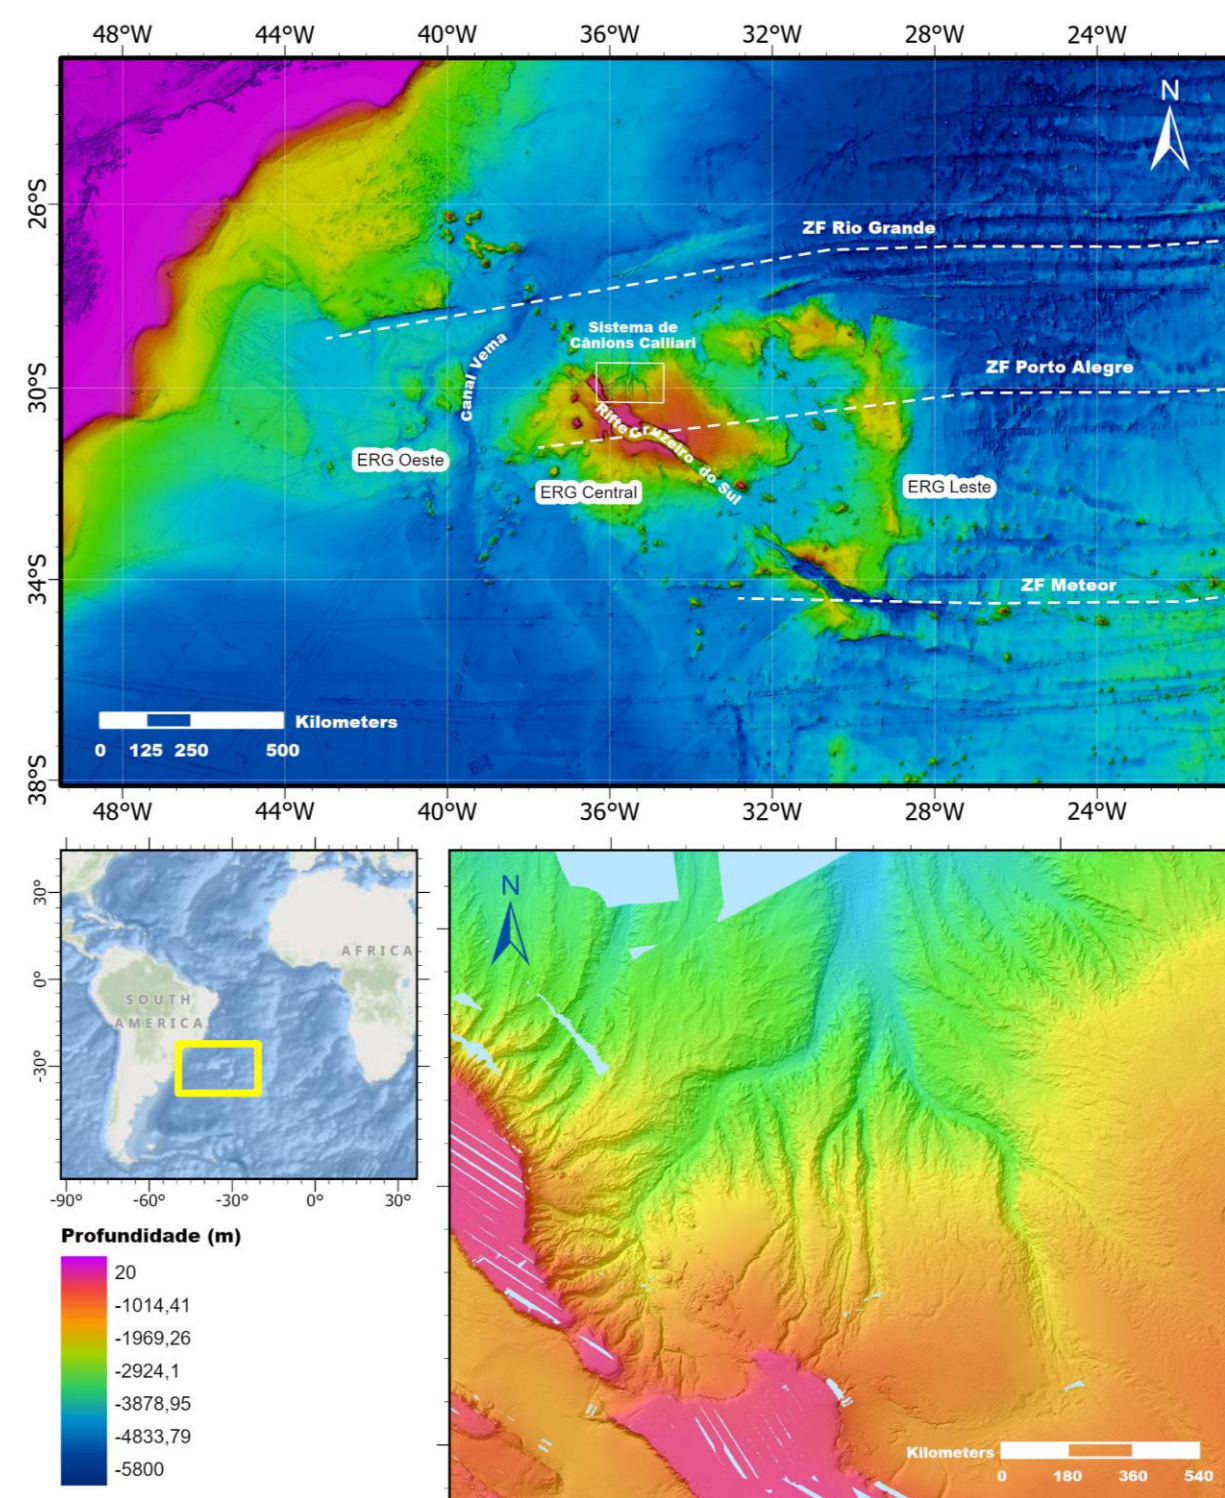 48°W 44°W 40°W 36°W 32°W 28°W 24°W
N
26°S
30°S
34°S
38°S
ZF Rio Grande
Sistema de
Cânions Calliari
Canal Vema
ZF Porto Alegre
Rifte Cruzeiro do Sul
ERG Oeste
ERG Central
ERG Leste
ZF Meteor
Kilometers
0 125 250 500
48°W 44°W 40°W 36°W 32°W 28°W 24°W
30°
0°
-30°
AFRICA
SOUTH
AMERICA
-90° -60° -30° 0° 30°
Profundidade (m)
20
-1014,41
-1969,26
-2924,1
-3878,95
-4833,79
-5800
N
Kilometers
0 180 360 540